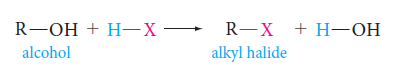 R—OH + H—X ⟶ R—X + H—OH
alcohol alkyl halide